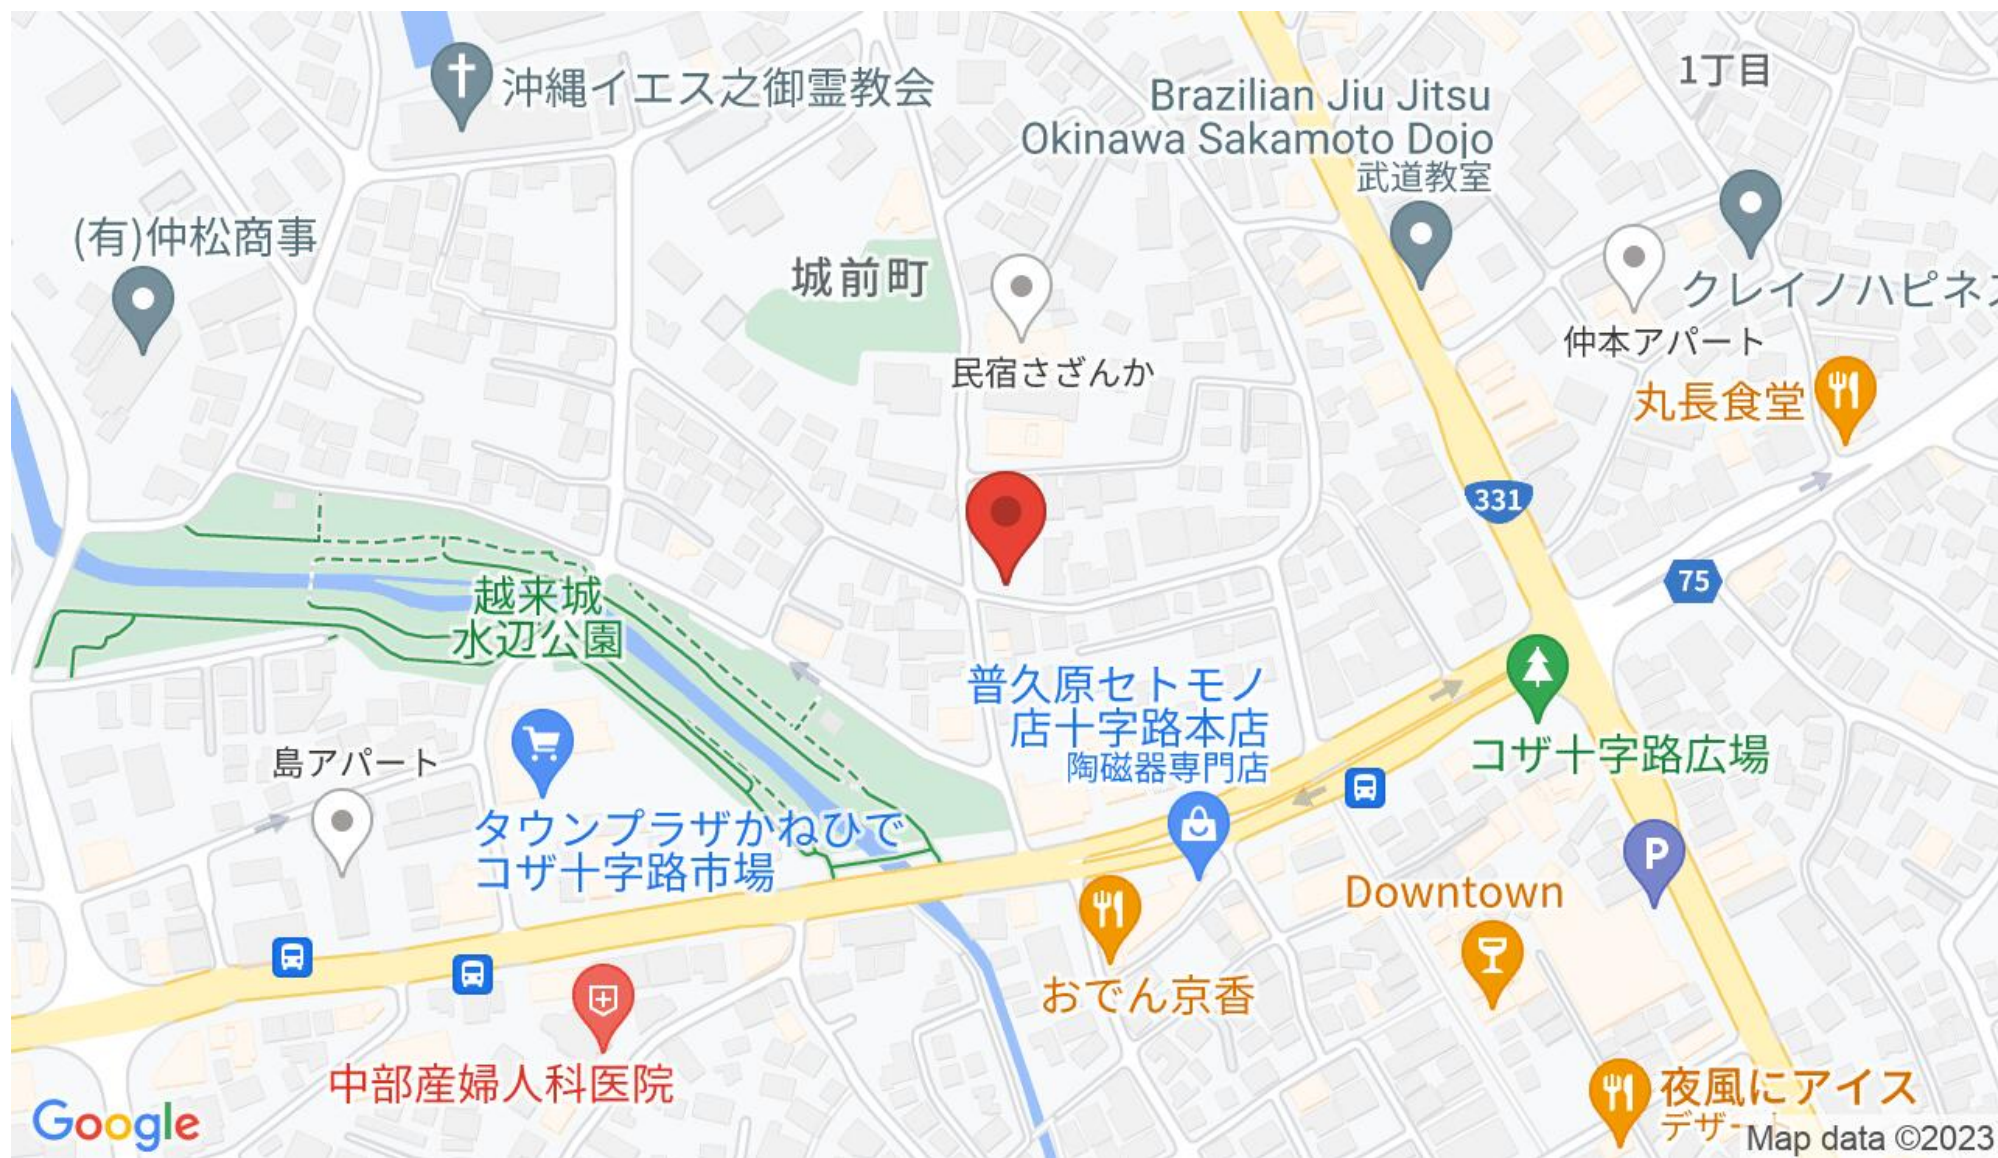 沖縄イエス之御霊教会
Brazilian Jiu Jitsu
Okinawa Sakamoto Dojo
武道教室
1丁目
(有)仲松商事
城前町
民宿さざんか
クレイノハピネス
仲本アパート
丸長食堂
331
75
越来城
水辺公園
普久原セトモノ
店十字路本店
陶磁器専門店
コザ十字路広場
島アパート
タウンプラザかねひで
コザ十字路市場
P
Downtown
おでん京香
中部産婦人科医院
夜風にアイス
デザート
Google
Map data ©2023